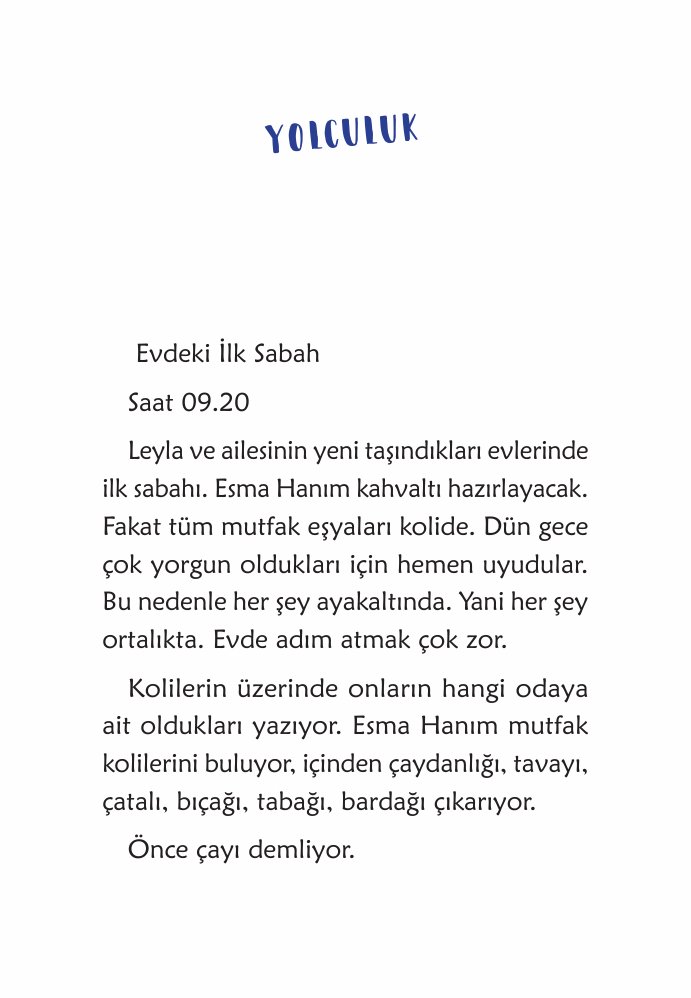 YOLCULUK
Evdeki İlk Sabah
Saat 09.20
Leyla ve ailesinin yeni taşındıkları evlerinde
ilk sabahı. Esma Hanım kahvaltı hazırlayacak.
Fakat tüm mutfak eşyaları kolide. Dün gece
çok yorgun oldukları için hemen uyudular.
Bu nedenle her şey ayakaltında. Yani her şey
ortalıkta. Evde adım atmak çok zor.
Kolilerin üzerinde onların hangi odaya
ait oldukları yazıyor. Esma Hanım mutfak
kolilerini buluyor, içinden çaydanlığı, tavayı,
çatalı, bıçağı, tabağı, bardağı çıkarıyor.
Önce çayı demliyor.